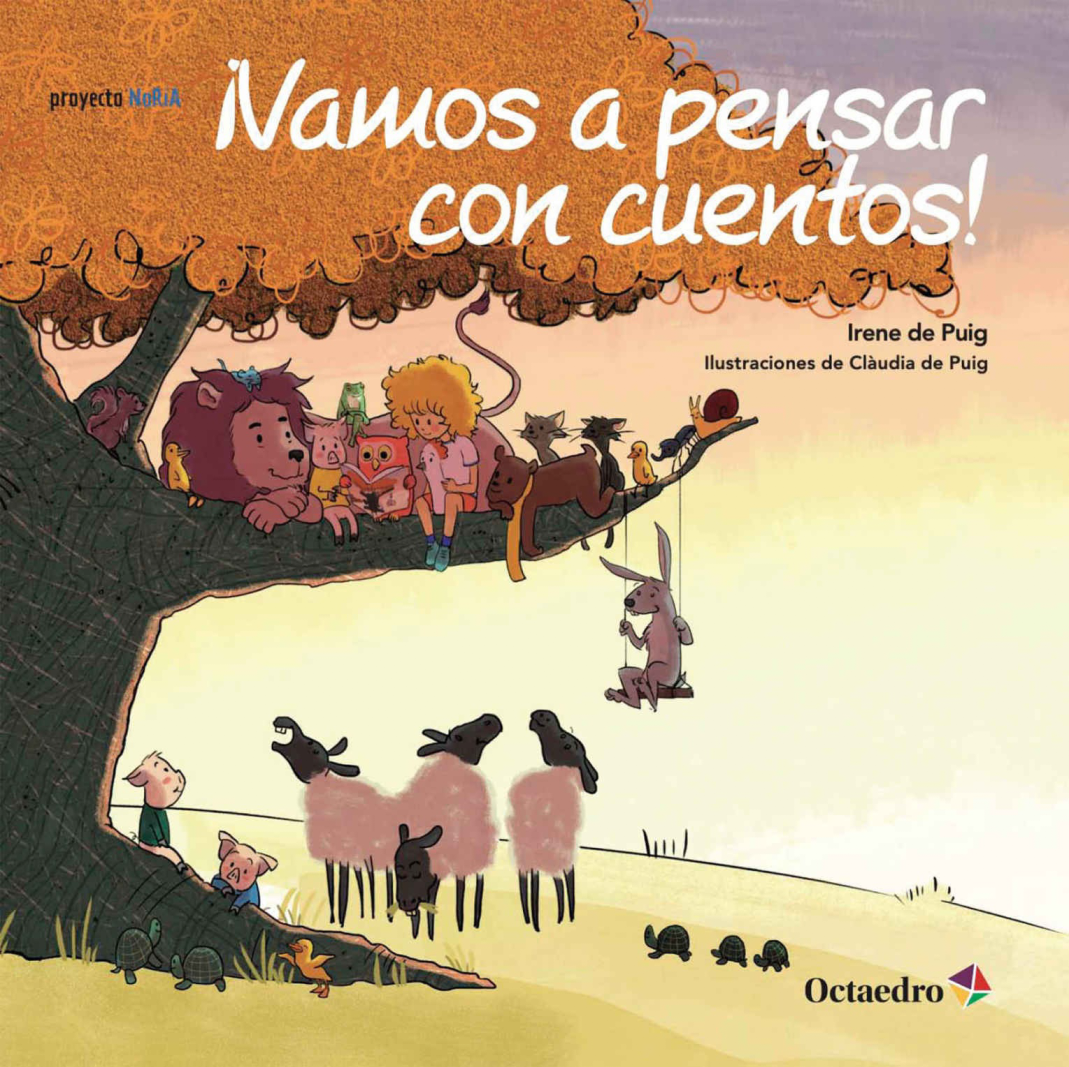 proyecto NoRiA
¡Vamos a pensar
con cuentos!
Irene de Puig
Ilustraciones de Clàudia de Puig
Octaedro